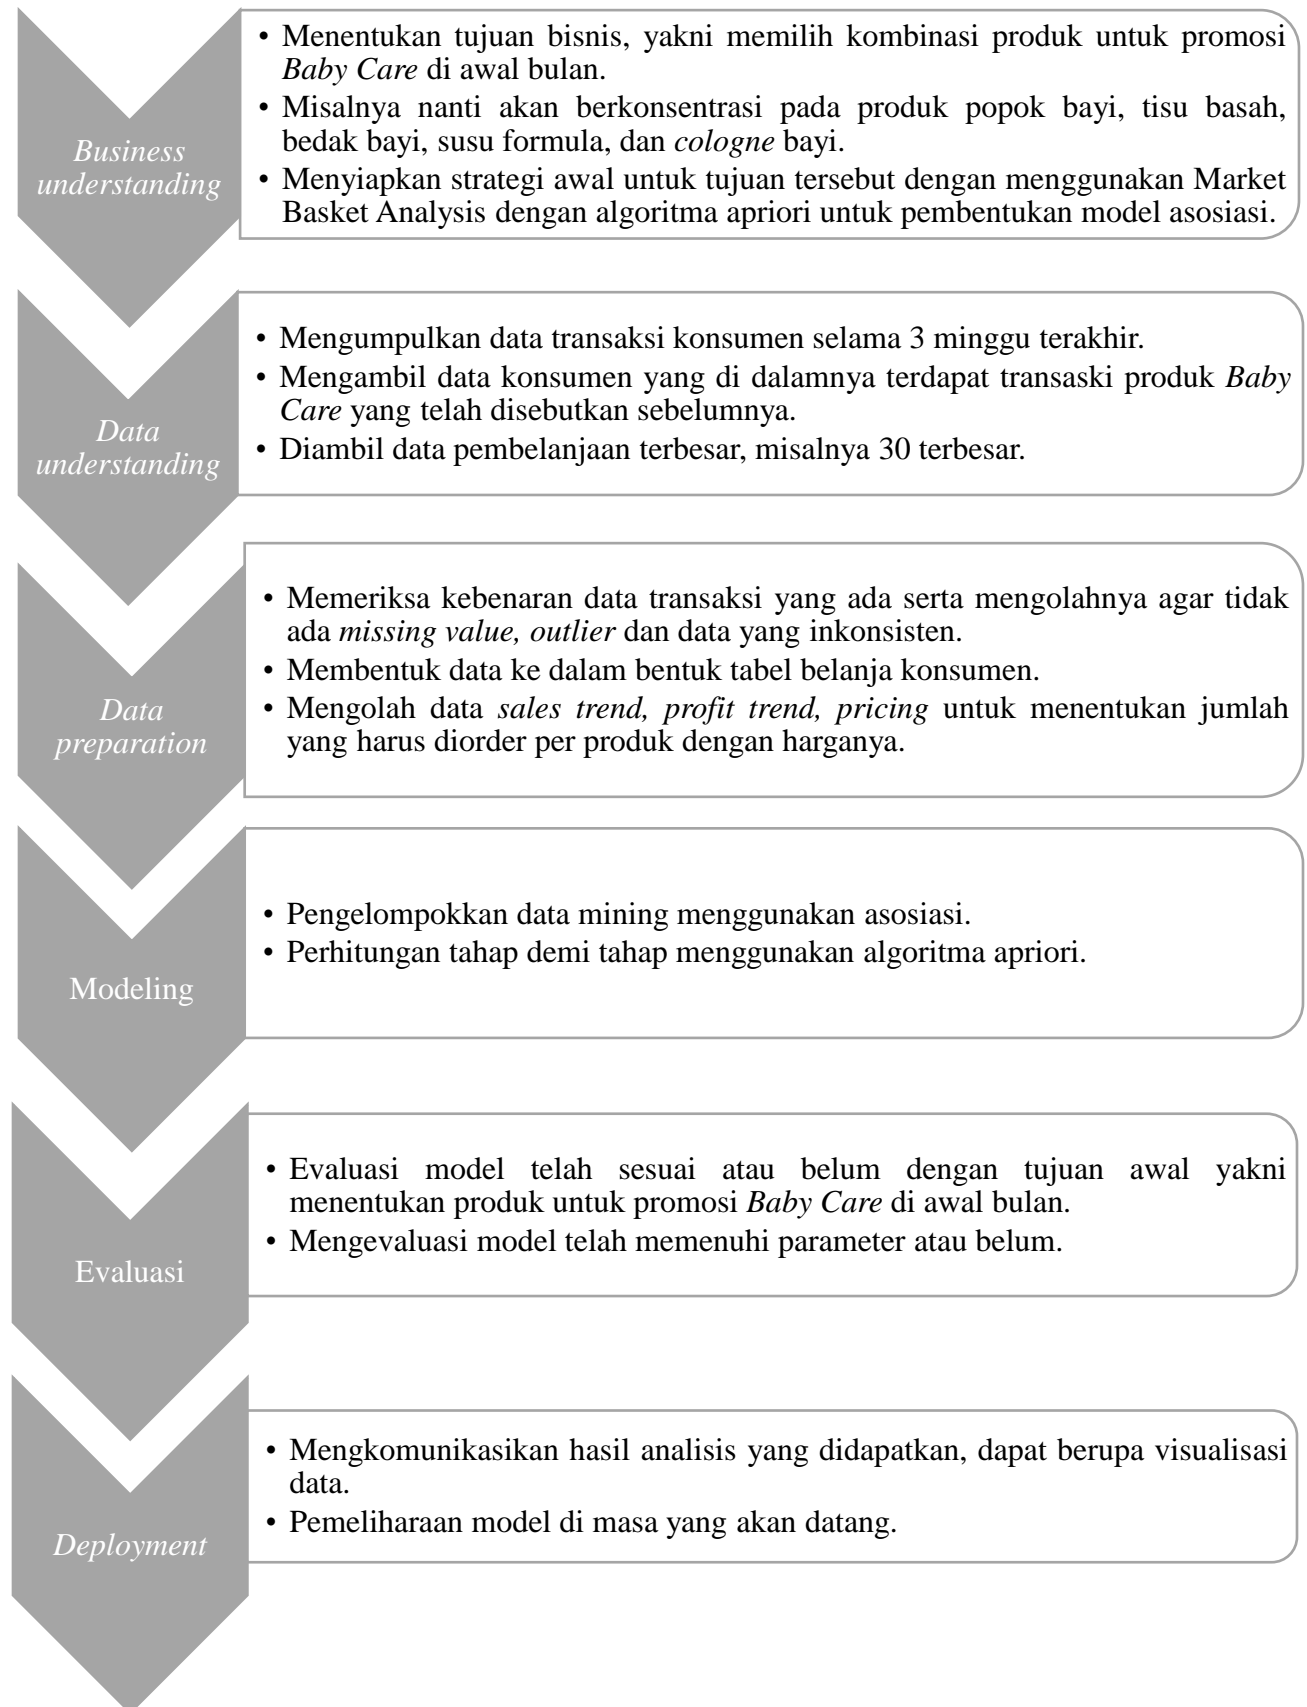 • Menentukan tujuan bisnis, yakni memilih kombinasi produk untuk promosi
Baby Care di awal bulan.
• Misalnya nanti akan berkonsentrasi pada produk popok bayi, tisu basah,
bedak bayi, susu formula, dan cologne bayi.
• Menyiapkan strategi awal untuk tujuan tersebut dengan menggunakan Market
Basket Analysis dengan algoritma apriori untuk pembentukan model asosiasi.
Business
understanding
• Mengumpulkan data transaksi konsumen selama 3 minggu terakhir.
• Mengambil data konsumen yang di dalamnya terdapat transaski produk Baby
Care yang telah disebutkan sebelumnya.
• Diambil data pembelanjaan terbesar, misalnya 30 terbesar.
Data
understanding
• Memeriksa kebenaran data transaksi yang ada serta mengolahnya agar tidak
ada missing value, outlier dan data yang inkonsisten.
• Membentuk data ke dalam bentuk tabel belanja konsumen.
• Mengolah data sales trend, profit trend, pricing untuk menentukan jumlah
yang harus diorder per produk dengan harganya.
Data
preparation
• Pengelompokkan data mining menggunakan asosiasi.
• Perhitungan tahap demi tahap menggunakan algoritma apriori.
Modeling
• Evaluasi model telah sesuai atau belum dengan tujuan awal yakni
menentukan produk untuk promosi Baby Care di awal bulan.
• Mengevaluasi model telah memenuhi parameter atau belum.
Evaluasi
• Mengkomunikasikan hasil analisis yang didapatkan, dapat berupa visualisasi
data.
• Pemeliharaan model di masa yang akan datang.
Deployment